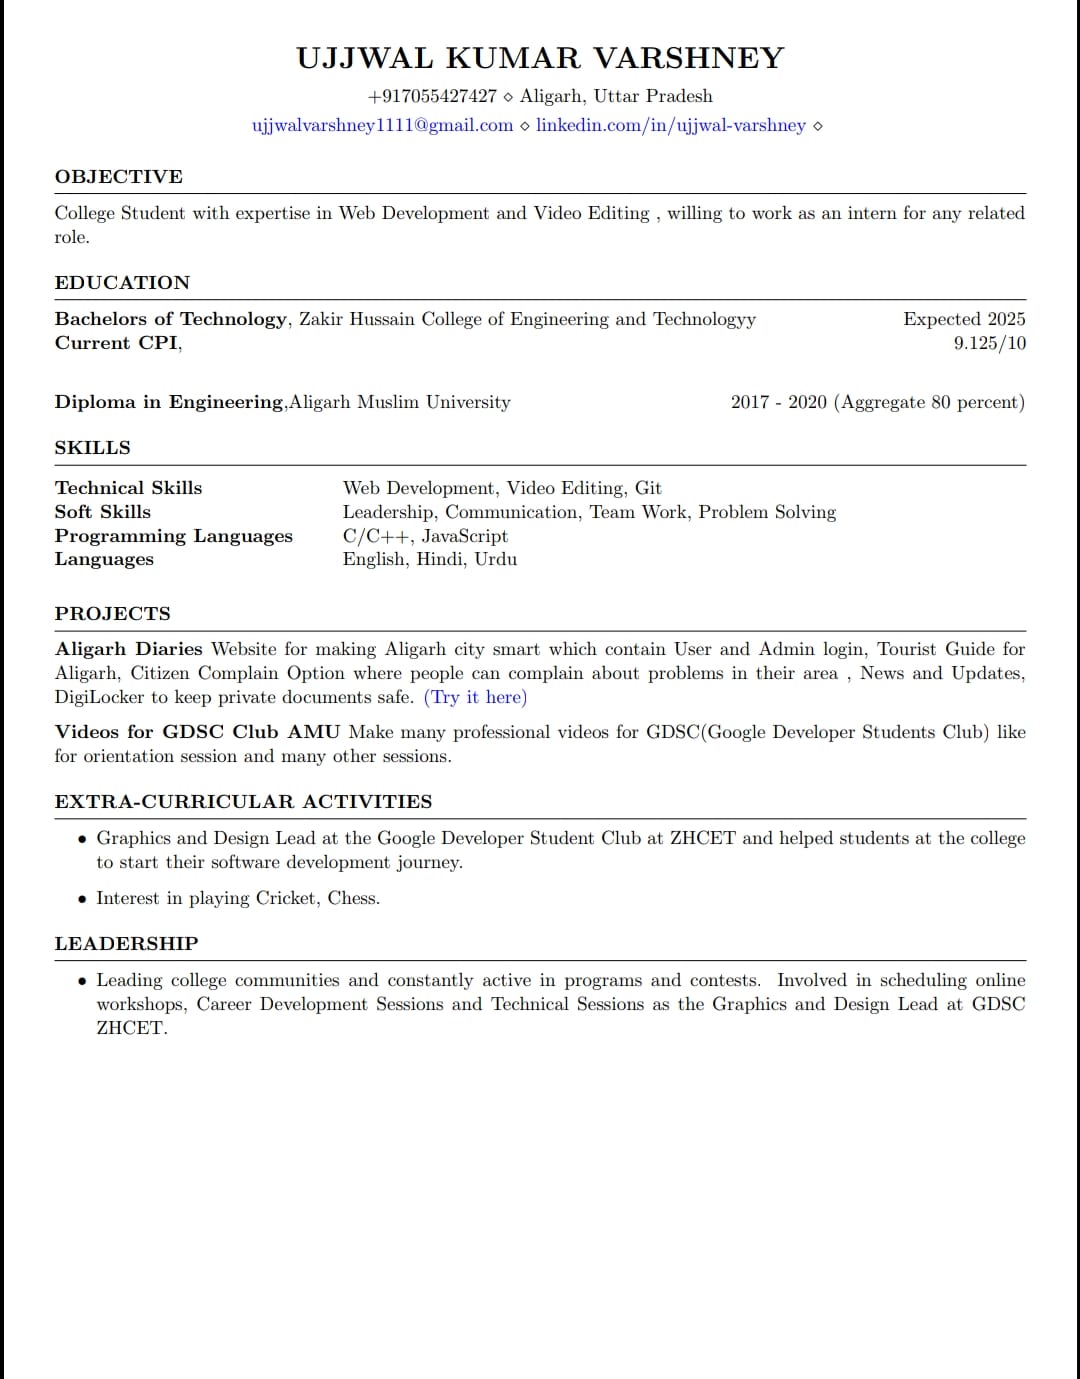 UJJWAL KUMAR VARSHNEY
+917055427427 ⋄ Aligarh, Uttar Pradesh
ujjwalvarshney1111@gmail.com ⋄ linkedin.com/in/ujjwal-varshney ⋄
OBJECTIVE
College Student with expertise in Web Development and Video Editing , willing to work as an intern for any related
role.
EDUCATION
Bachelors of Technology, Zakir Hussain College of Engineering and Technologyy Expected 2025
Current CPI, 9.125/10
Diploma in Engineering,Aligarh Muslim University 2017 - 2020 (Aggregate 80 percent)
SKILLS
Technical Skills Web Development, Video Editing, Git
Soft Skills Leadership, Communication, Team Work, Problem Solving
Programming Languages C/C++, JavaScript
Languages English, Hindi, Urdu
PROJECTS
Aligarh Diaries Website for making Aligarh city smart which contain User and Admin login, Tourist Guide for
Aligarh, Citizen Complain Option where people can complain about problems in their area , News and Updates,
DigiLocker to keep private documents safe. (Try it here)
Videos for GDSC Club AMU Make many professional videos for GDSC(Google Developer Students Club) like
for orientation session and many other sessions.
EXTRA-CURRICULAR ACTIVITIES
• Graphics and Design Lead at the Google Developer Student Club at ZHCET and helped students at the college
to start their software development journey.
• Interest in playing Cricket, Chess.
LEADERSHIP
• Leading college communities and constantly active in programs and contests. Involved in scheduling online
workshops, Career Development Sessions and Technical Sessions as the Graphics and Design Lead at GDSC
ZHCET.